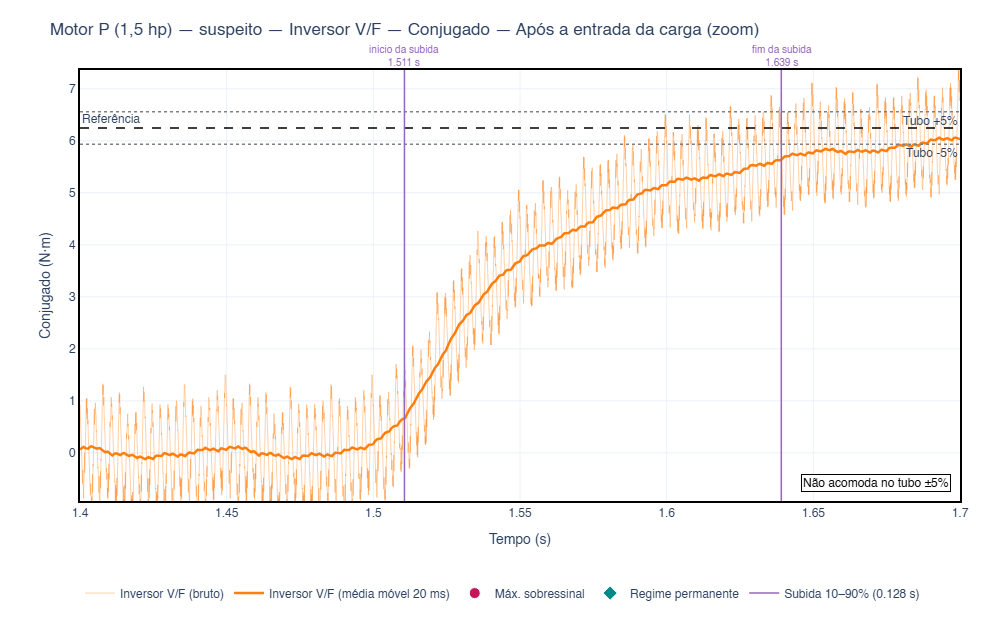 Motor P (1,5 hp) — suspeito — Inversor V/F — Conjugado — Após a entrada da carga (zoom)
início da subida
1.511 s
fim da subida
1.639 s
Referência
Tubo +5%
Tubo -5%
7
6
5
4
3
2
1
0
Conjugado (N·m)
Não acomoda no tubo ±5%
1.4
1.45
1.5
1.55
1.6
1.65
1.7
Tempo (s)
Inversor V/F (bruto)
Inversor V/F (média móvel 20 ms)
Máx. sobressinal
Regime permanente
Subida 10–90% (0.128 s)